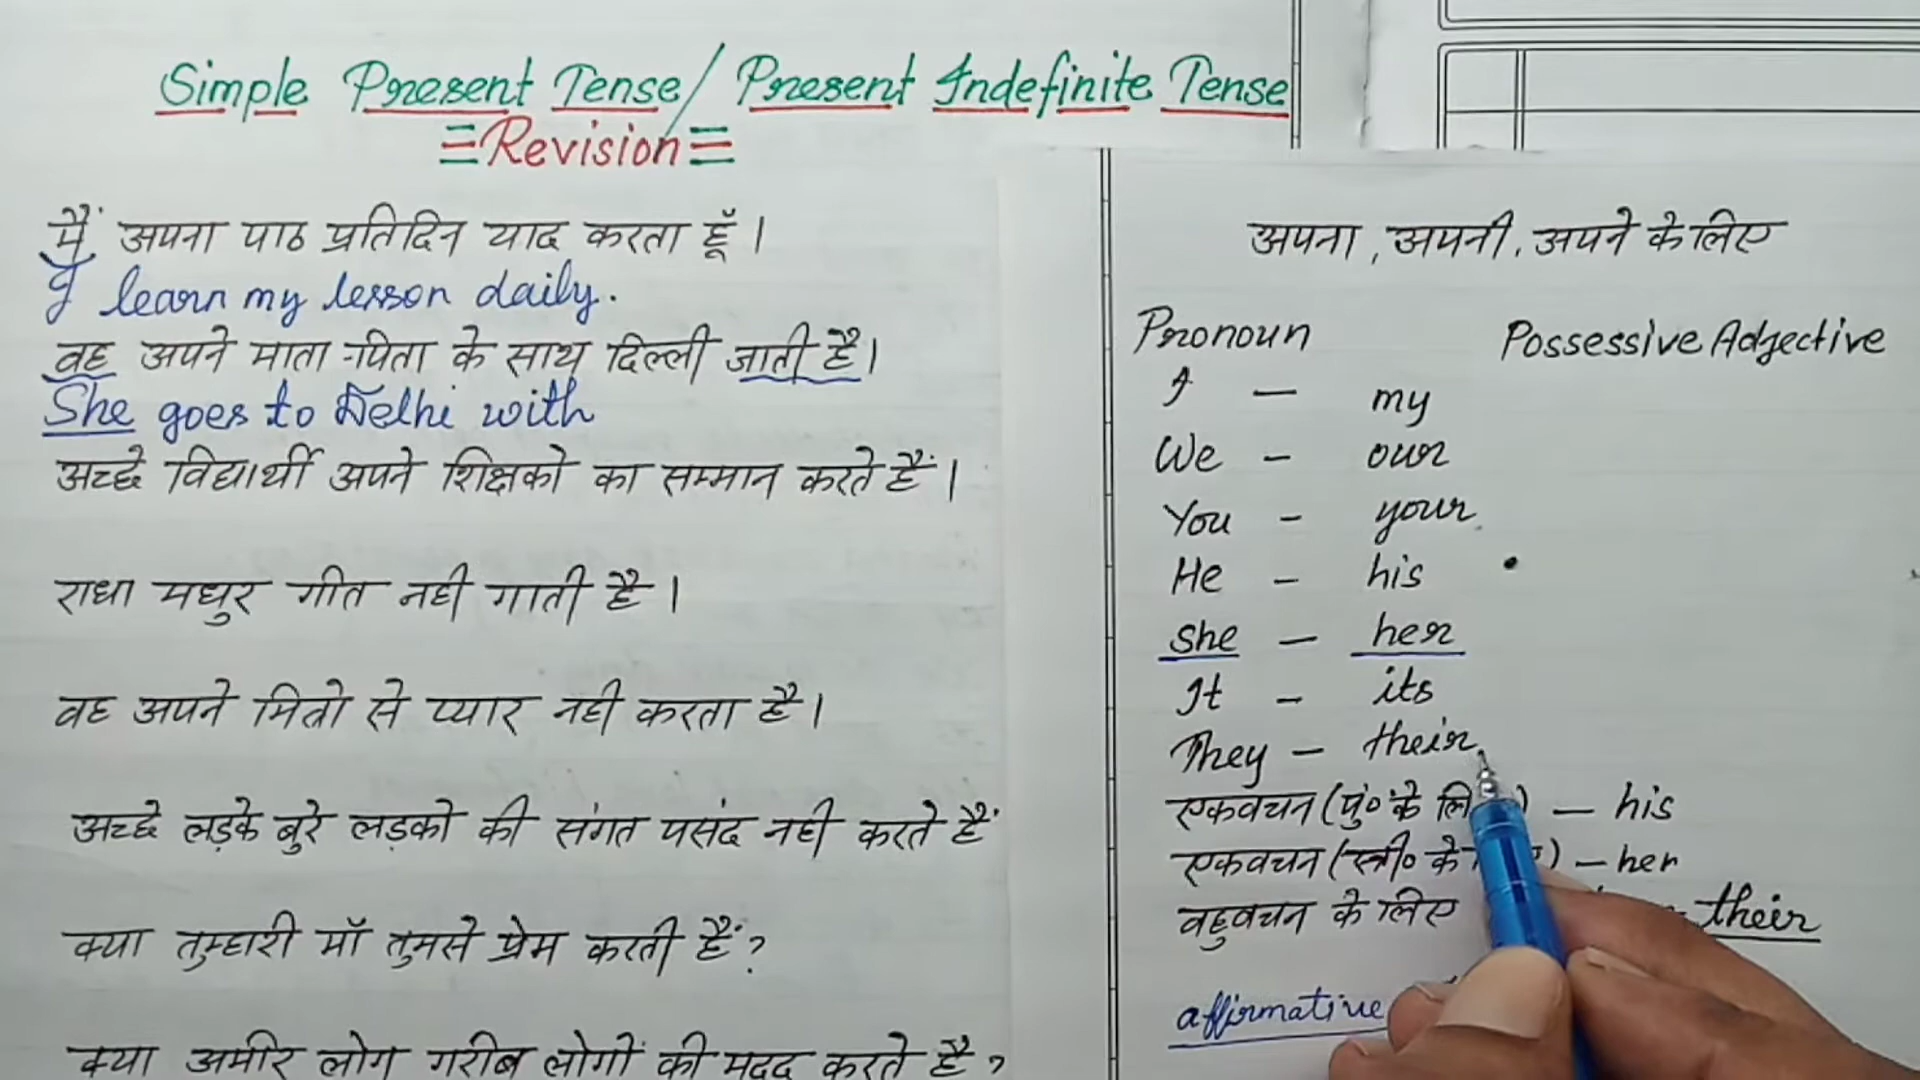 Simple Present Tense/ Present Indefinite Tense
Revision
मैं अपना पाठ प्रतिदिन याद करता हूँ।
I learn my lesson daily.
वह अपने माता-पिता के साथ दिल्ली जाती है।
She goes to Delhi with
अच्छे विद्यार्थी अपने शिक्षको का सम्मान करते हैं।
राधा मधुर गीत नही गाती है।
वह अपने मित्रो से प्यार नही करता है।
अच्छे लड़के बुरे लड़को की संगत पसंद नही करते हैं
क्या तुम्हारी माँ तुमसे प्रेम करती हैं?
क्या अमीर लोग गरीब लोगों की मदद करते है?
अपना, अपनी, अपने के लिए
Pronoun Possessive Adjective
I — my
We – our
You – your
He – his
She — her
It – its
They – their
एकवचन (पुं० के — his
एकवचन (स्त्री० के — her
बहुवचन के लिए their
affirmative